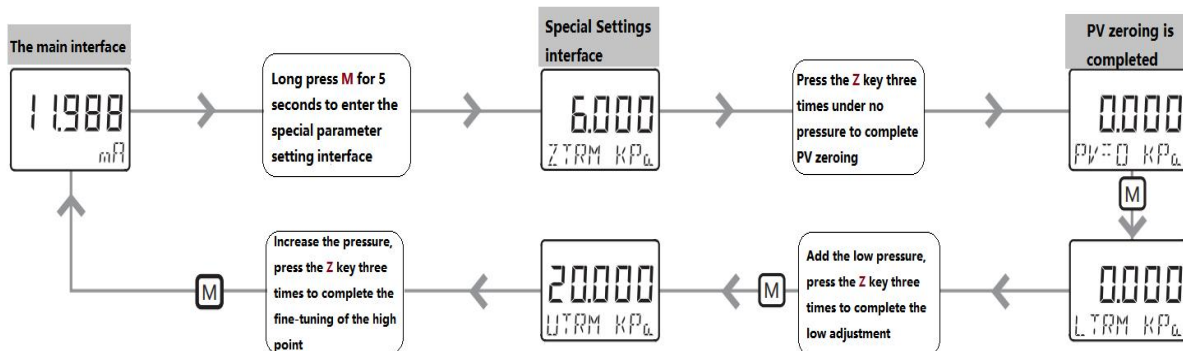 The main interface
11.988
mA
Long press M for 5
seconds to enter the
special parameter
setting interface
Special Settings
interface
6.000
ZTRM KPa
Press the Z key three
times under no
pressure to complete
PV zeroing
PV zeroing is
completed
0.000
PV=0 KPa
M
0.000
LTRM KPa
Add the low pressure,
press the Z key three
times to complete the
low adjustment
M
20.000
UTRM KPa
Increase the pressure,
press the Z key three
times to complete the
fine-tuning of the high
point
M